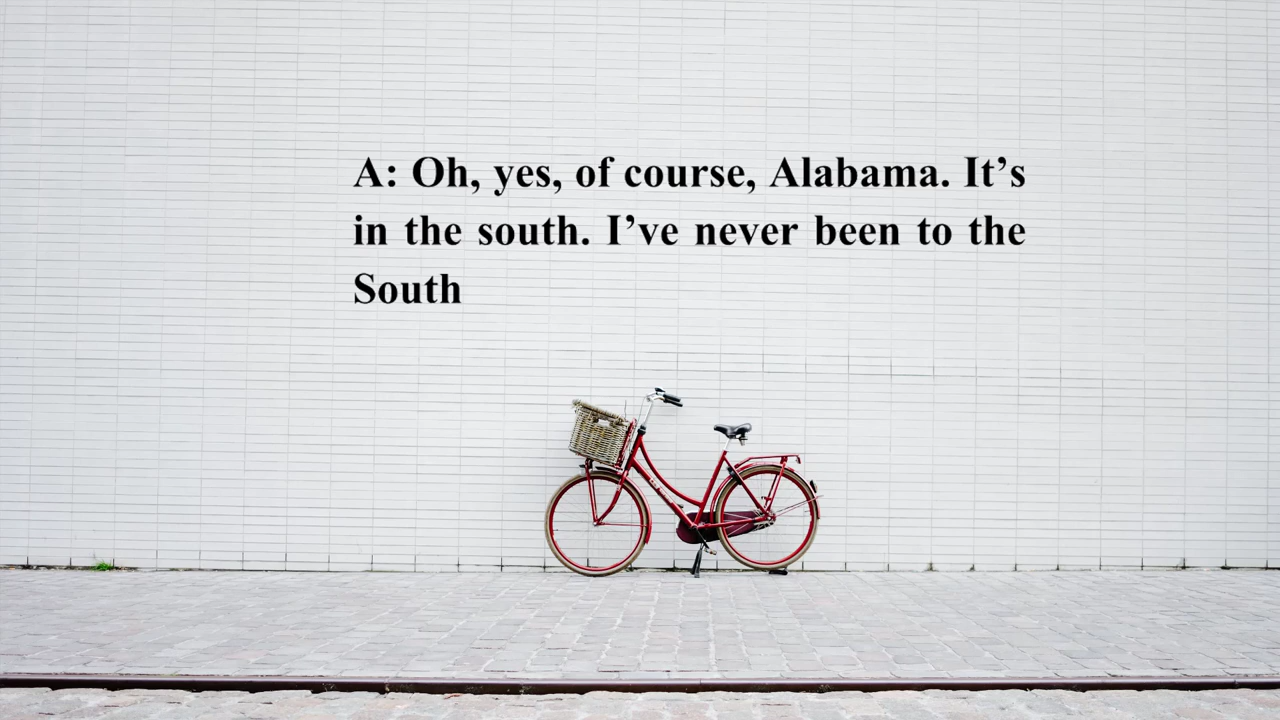 A: Oh, yes, of course, Alabama. It’s
in the south. I’ve never been to the
South